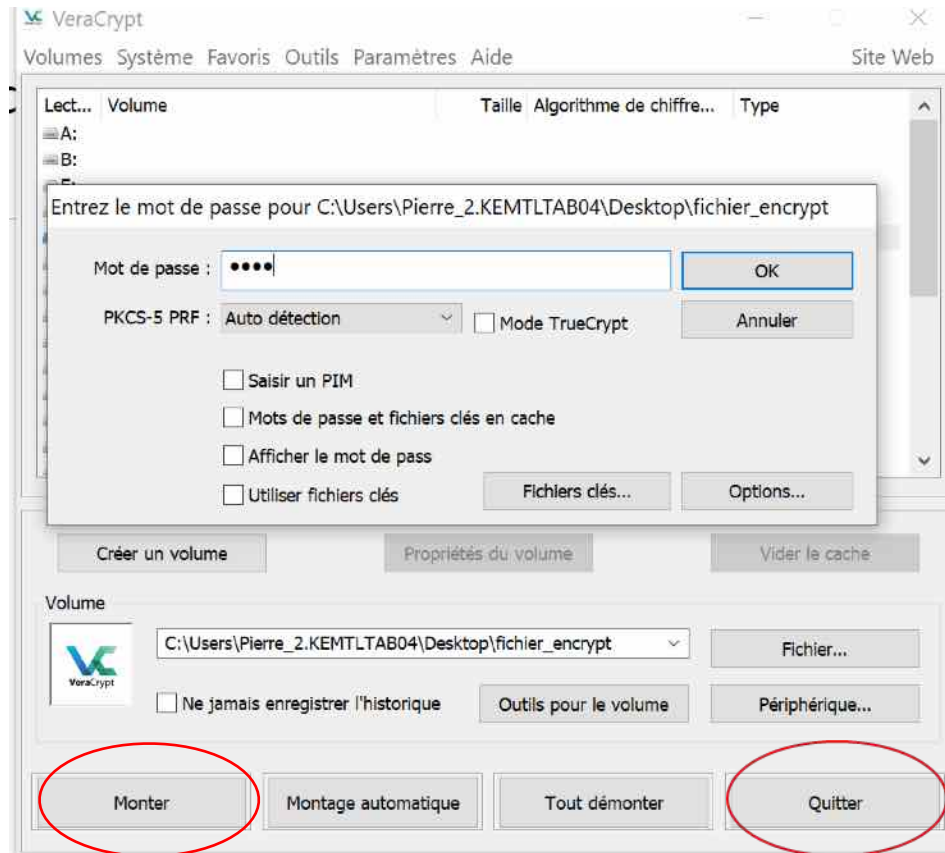 VeraCrypt
Volumes Système Favoris Outils Paramètres Aide Site Web
Lect... Volume Taille Algorithme de chiffre... Type
A:
B:
Entrez le mot de passe pour C:\Users\Pierre_2.KEMTLTAB04\Desktop\fichier_encrypt
Mot de passe : ●●●● OK
PKCS-5 PRF : Auto détection Mode TrueCrypt Annuler
Saisir un PIM
Mots de passe et fichiers clés en cache
Afficher le mot de pass
Utiliser fichiers clés Fichiers clés... Options...
Créer un volume Propriétés du volume Vider le cache
Volume
C:\Users\Pierre_2.KEMTLTAB04\Desktop\fichier_encrypt Fichier...
VeraCrypt
Ne jamais enregistrer l'historique Outils pour le volume Périphérique...
Monter Montage automatique Tout démonter Quitter